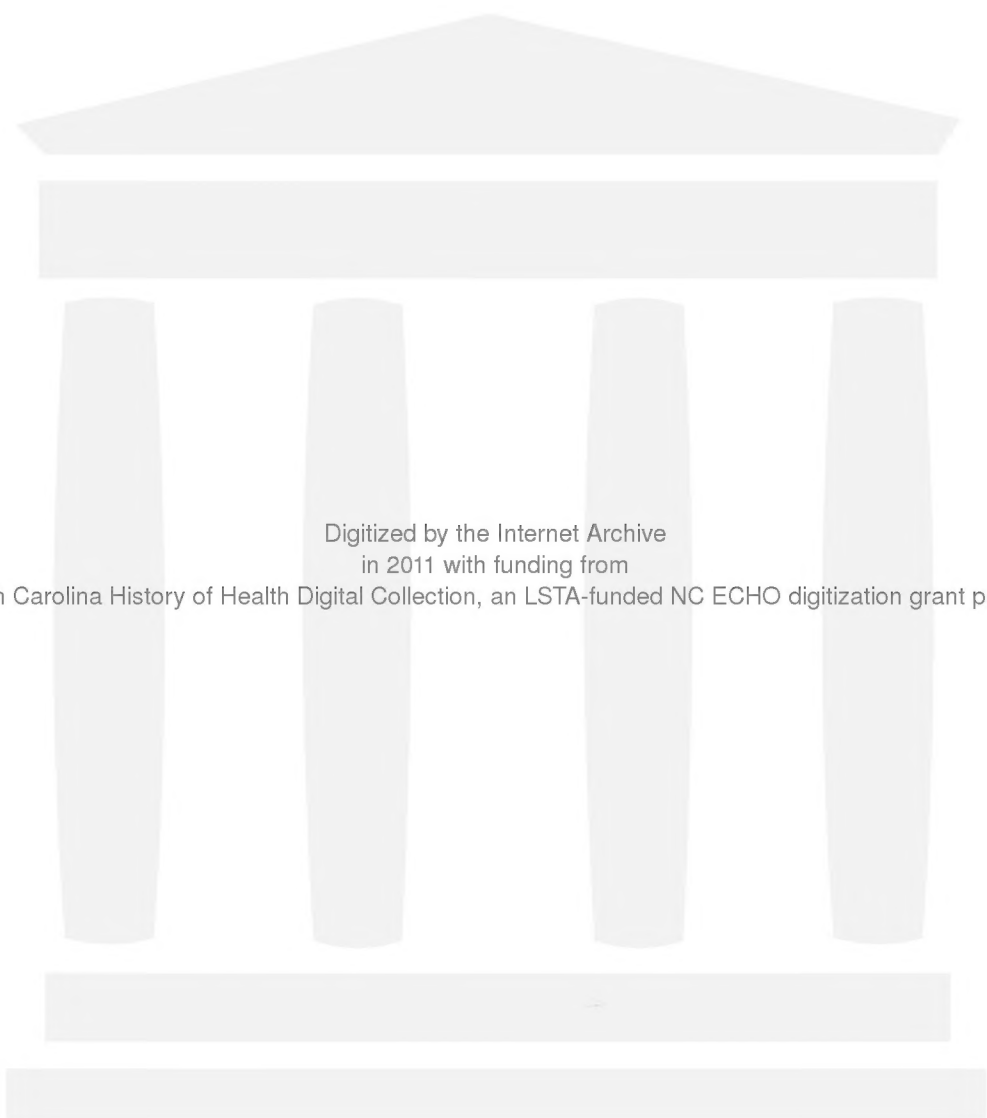 Digitized by the Internet Archive
in 2011 with funding from
Carolina History of Health Digital Collection, an LSTA-funded NC ECHO digitization grant